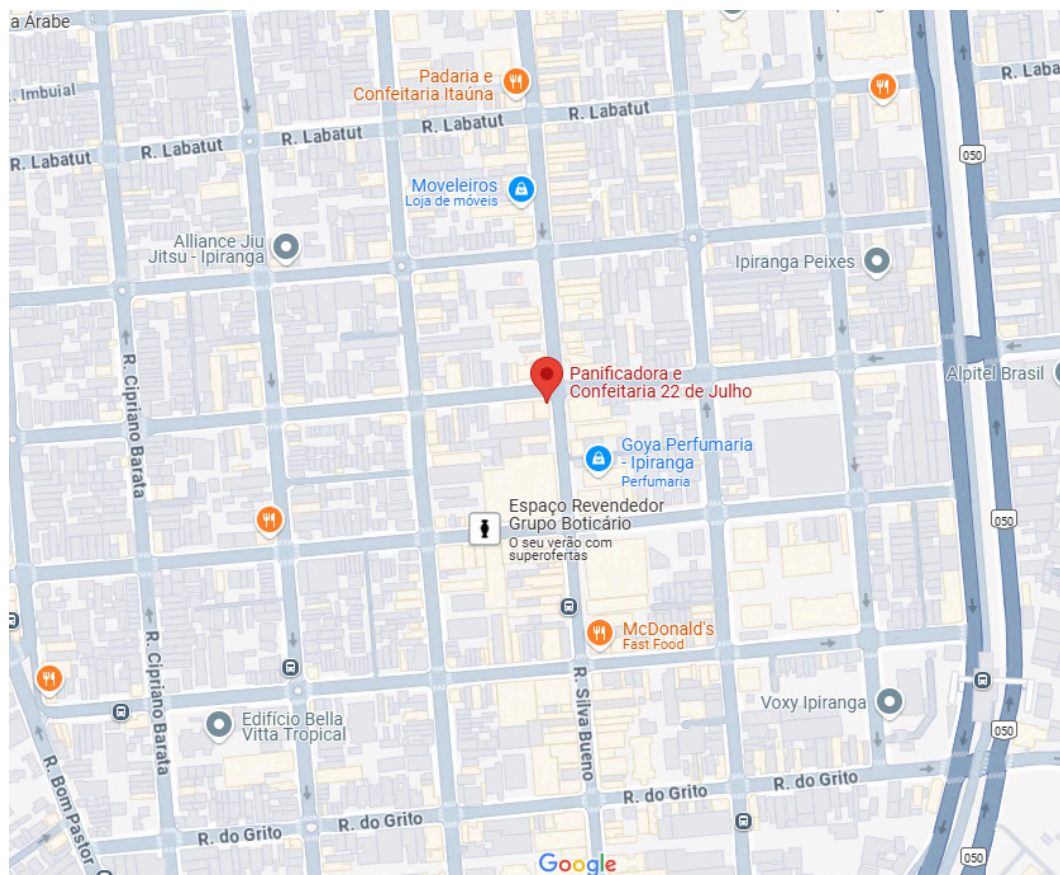 a Árabe
Imbuial
Padaria e
Confeitaria Itaúna
R. Laba
R. Labatut
R. Labatut
R. Labatut
R. Labatut
050
Moveleiros
Loja de móveis
Alliance Jiu
Jitsu - Ipiranga
Ipiranga Peixes
R. Cipriano Barata
Panificadora e
Confeitaria 22 de Julho
Alpitel Brasil
Goya Perfumaria
- Ipiranga
Perfumaria
Espaço Revendedor
Grupo Boticário
O seu verão com
superofertas
050
R. Cipriano Barata
McDonald's
Fast Food
R. Silva Bueno
Voxy Ipiranga
Edifício Bella
Vitta Tropical
050
R. Bom Pastor
R. do Grito
R. do Grito
R. do Grito
Google
050